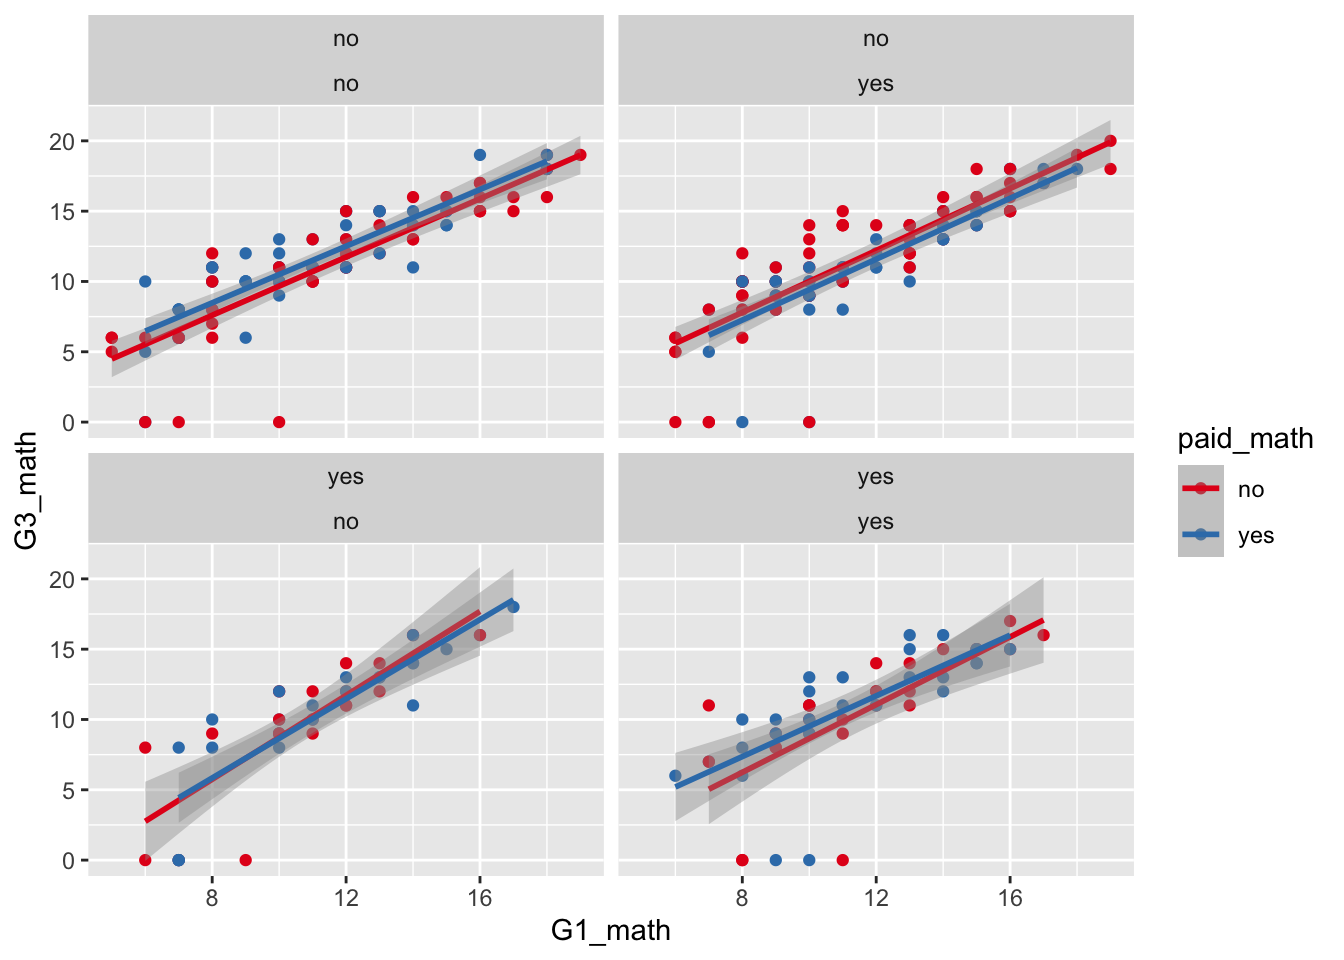 no
no
no
yes
20
15
10
5
0
yes
no
yes
yes
20
15
10
5
0
8
12
16
8
12
16
G1_math
G3_math
paid_math
no
yes